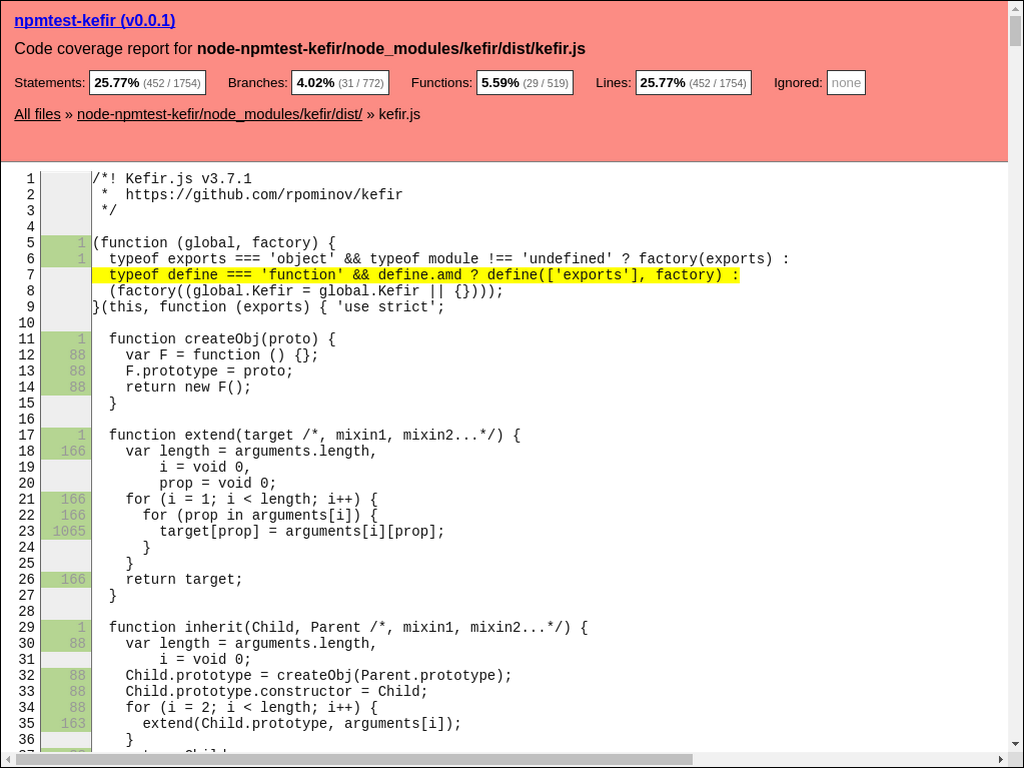 npmtest-kefir (v0.0.1)
Code coverage report for node-npmtest-kefir/node_modules/kefir/dist/kefir.js
Statements: 25.77% (452 / 1754) Branches: 4.02% (31 / 772) Functions: 5.59% (29 / 519) Lines: 25.77% (452 / 1754) Ignored: none
All files » node-npmtest-kefir/node_modules/kefir/dist/ » kefir.js
1 /*! Kefir.js v3.7.1
2  *  https://github.com/rpominov/kefir
3  */
4
5 1 (function (global, factory) {
6 1   typeof exports === 'object' && typeof module !== 'undefined' ? factory(exports) :
7   typeof define === 'function' && define.amd ? define(['exports'], factory) :
8   (factory((global.Kefir = global.Kefir || {})));
9 }(this, function (exports) { 'use strict';
10
11 1   function createObj(proto) {
12 88     var F = function () {};
13 88     F.prototype = proto;
14 88     return new F();
15   }
16
17 1   function extend(target /*, mixin1, mixin2...*/) {
18 166     var length = arguments.length,
19         i = void 0,
20         prop = void 0;
21 166     for (i = 1; i < length; i++) {
22 166       for (prop in arguments[i]) {
23 1065         target[prop] = arguments[i][prop];
24       }
25     }
26 166     return target;
27   }
28
29 1   function inherit(Child, Parent /*, mixin1, mixin2...*/) {
30 88     var length = arguments.length,
31         i = void 0;
32 88     Child.prototype = createObj(Parent.prototype);
33 88     Child.prototype.constructor = Child;
34 88     for (i = 2; i < length; i++) {
35 163       extend(Child.prototype, arguments[i]);
36     }